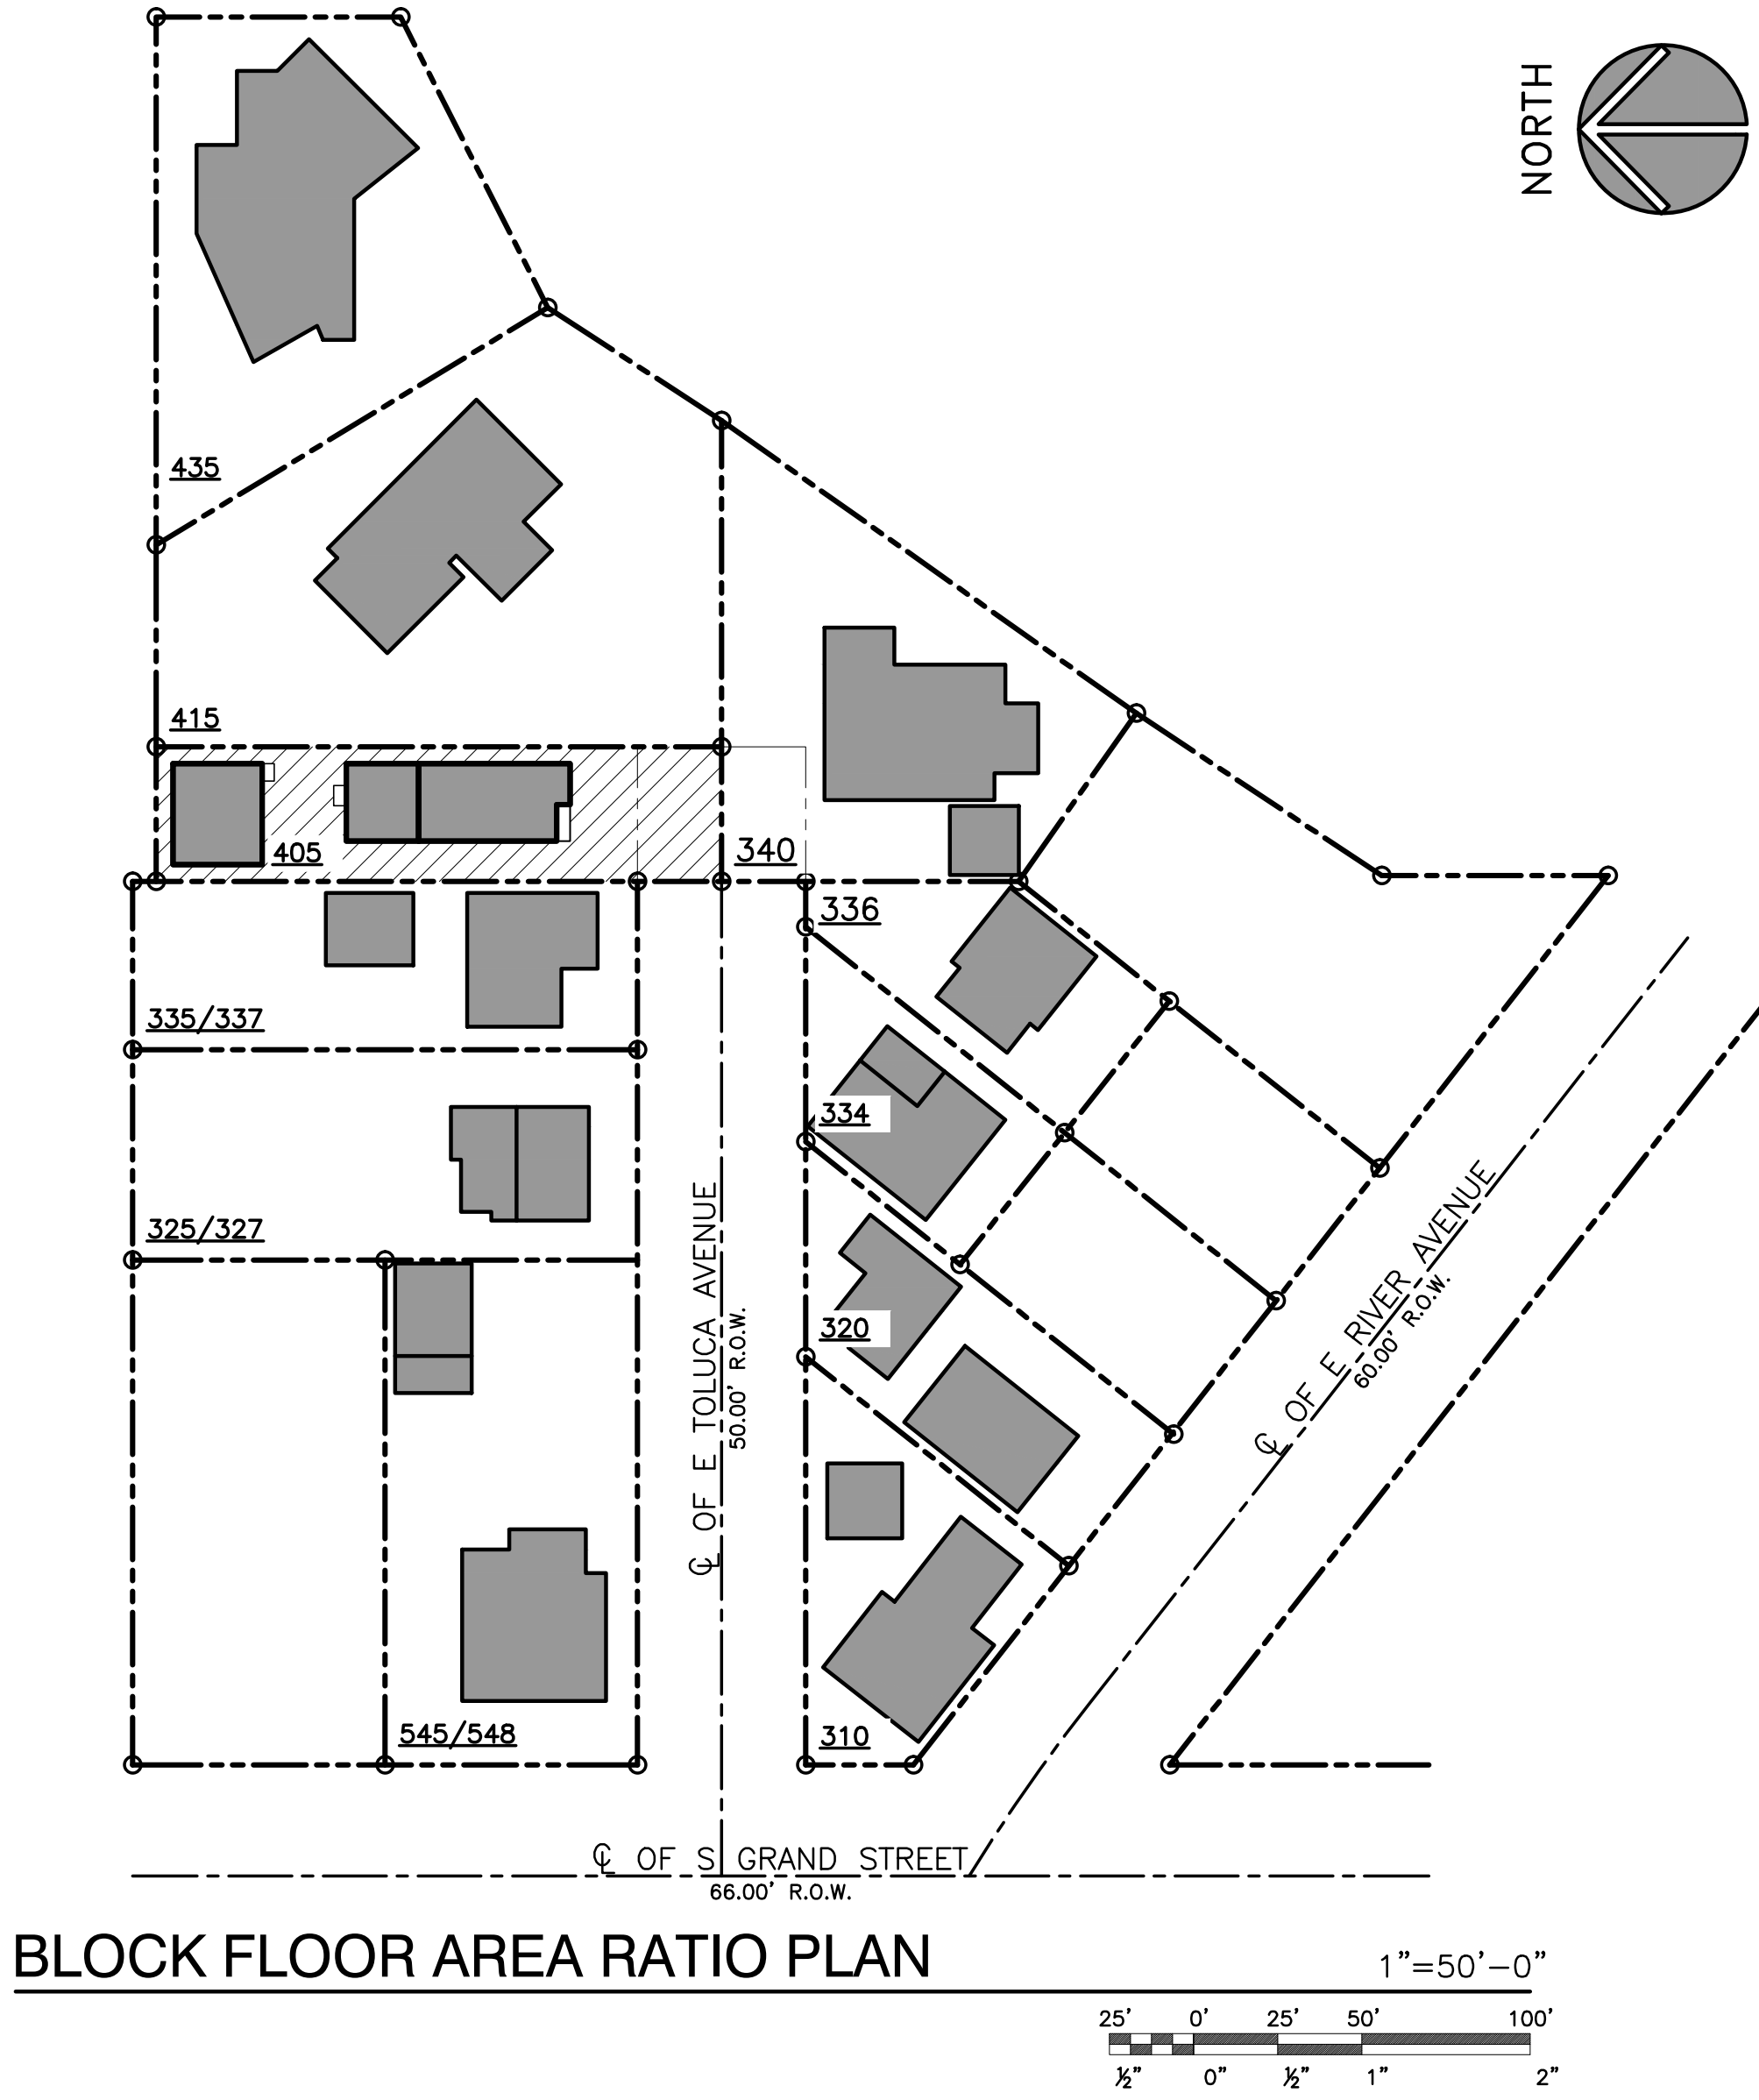 NORTH
435
415
405
340
336
335/337
334
325/327
320
℄ OF E TOLUCA AVENUE
50.00' R.O.W.
℄ OF E RIVER AVENUE
60.00' R.O.W.
545/548
310
℄ OF S GRAND STREET
66.00' R.O.W.
BLOCK FLOOR AREA RATIO PLAN
1"=50'-0"
25' 0' 25' 50' 100'
½" 0" ½" 1" 2"